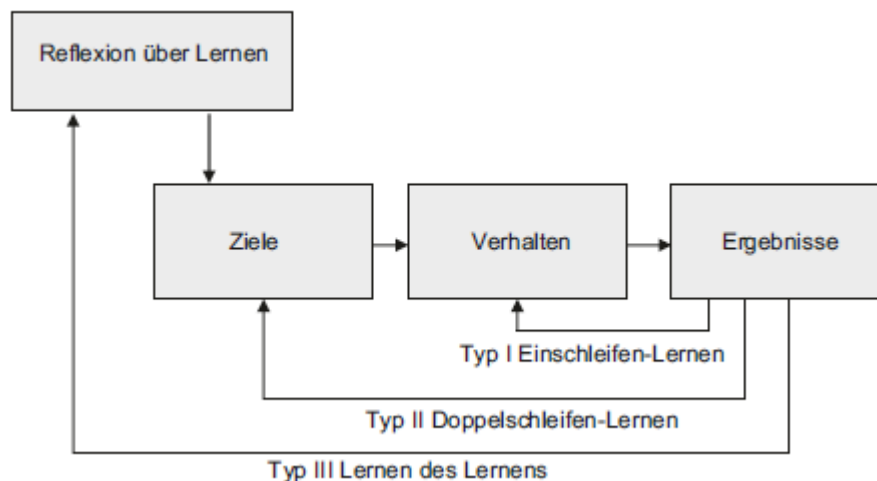 Reflexion über Lernen
Ziele
Verhalten
Ergebnisse
Typ I Einschleifen-Lernen
Typ II Doppelschleifen-Lernen
Typ III Lernen des Lernens